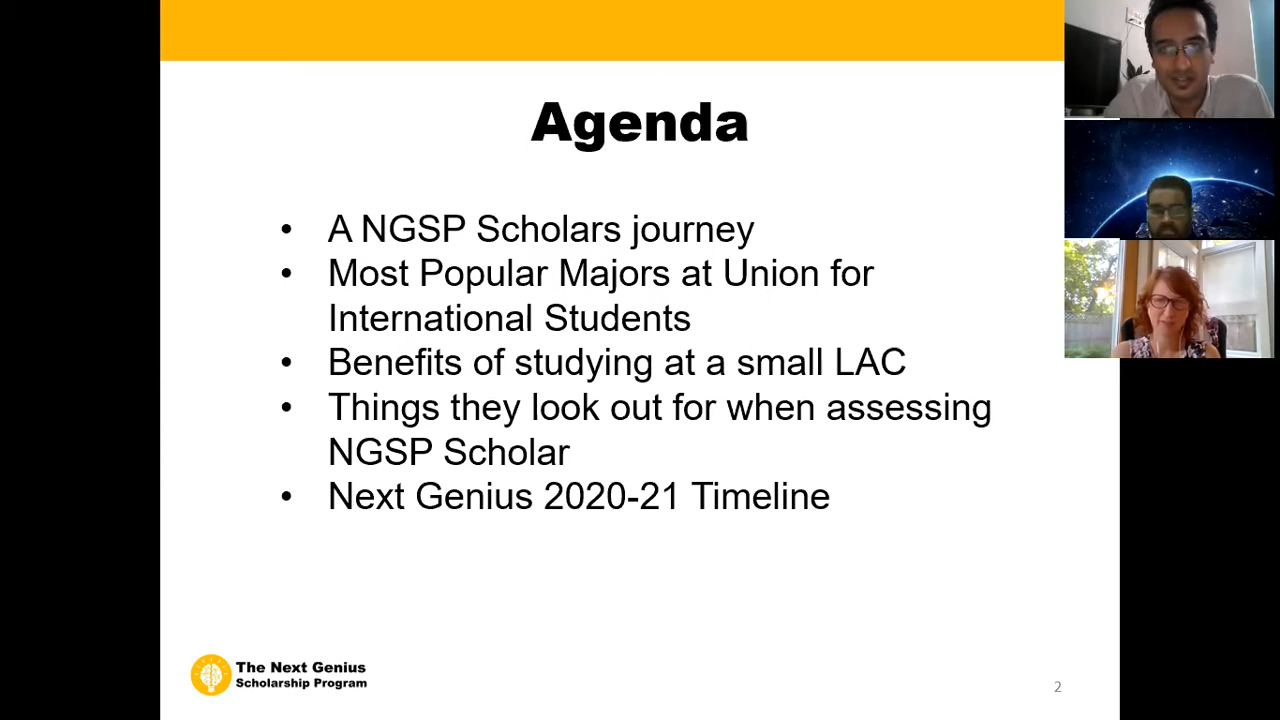 Agenda
• A NGSP Scholars journey
• Most Popular Majors at Union for
International Students
• Benefits of studying at a small LAC
• Things they look out for when assessing
NGSP Scholar
• Next Genius 2020-21 Timeline
The Next Genius
Scholarship Program
2